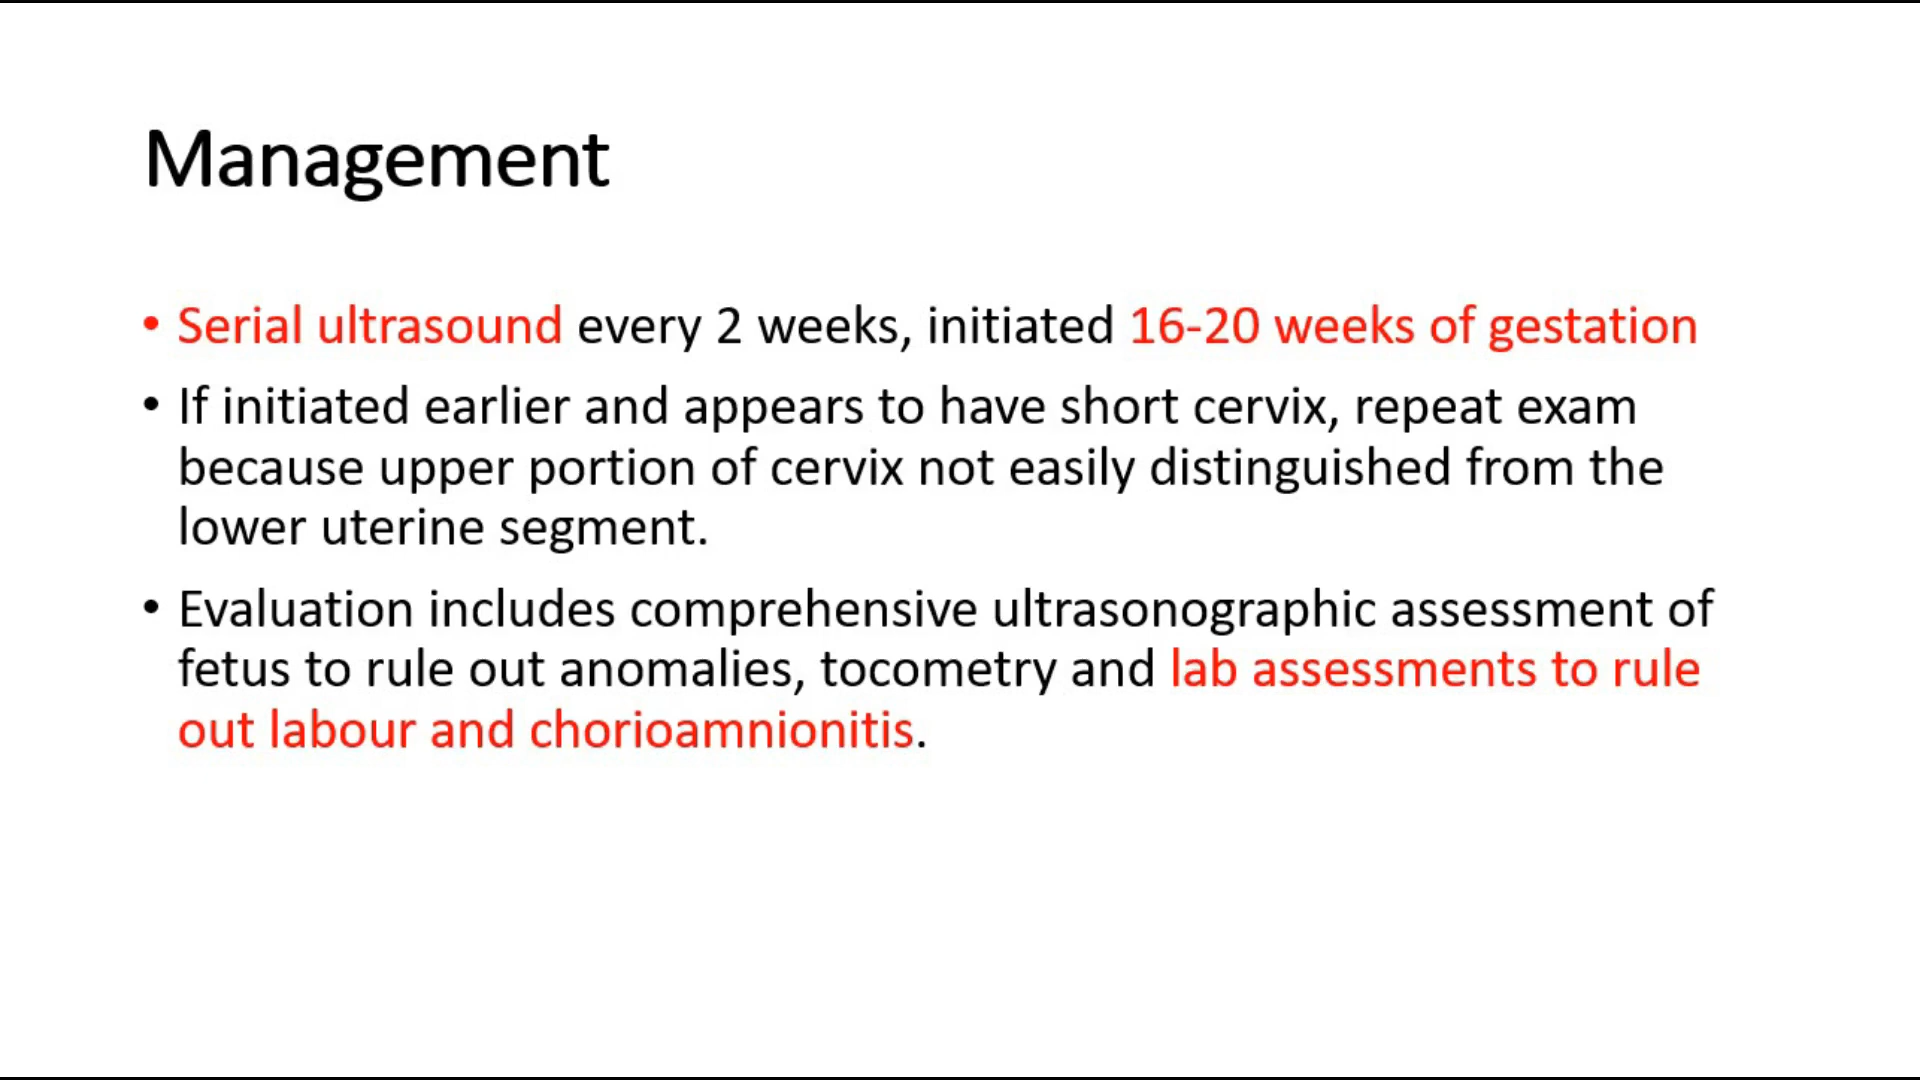 Management
• Serial ultrasound every 2 weeks, initiated 16-20 weeks of gestation
• If initiated earlier and appears to have short cervix, repeat exam
because upper portion of cervix not easily distinguished from the
lower uterine segment.
• Evaluation includes comprehensive ultrasonographic assessment of
fetus to rule out anomalies, tocometry and lab assessments to rule
out labour and chorioamnionitis.